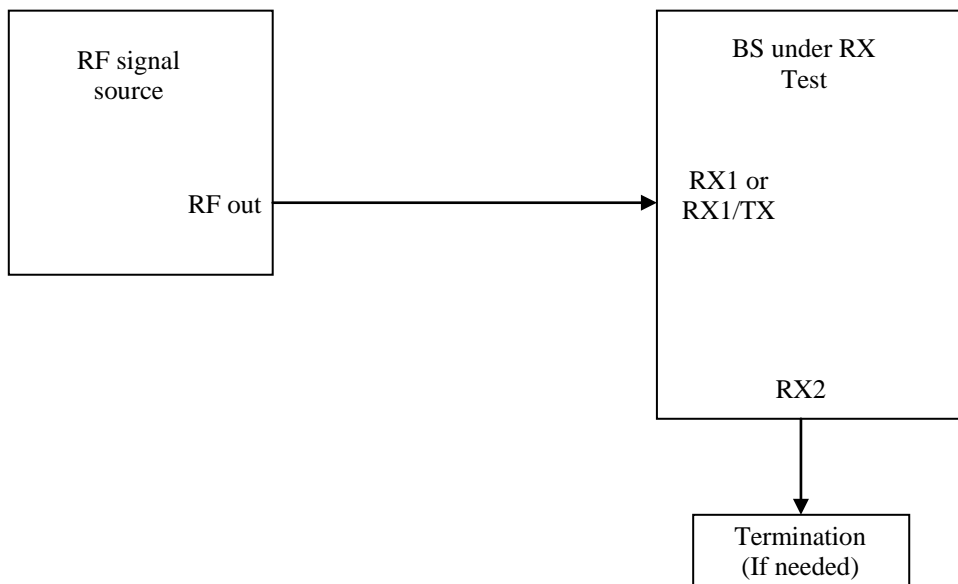 RF signal
source
RF out
BS under RX
Test
RX1 or
RX1/TX
RX2
Termination
(If needed)